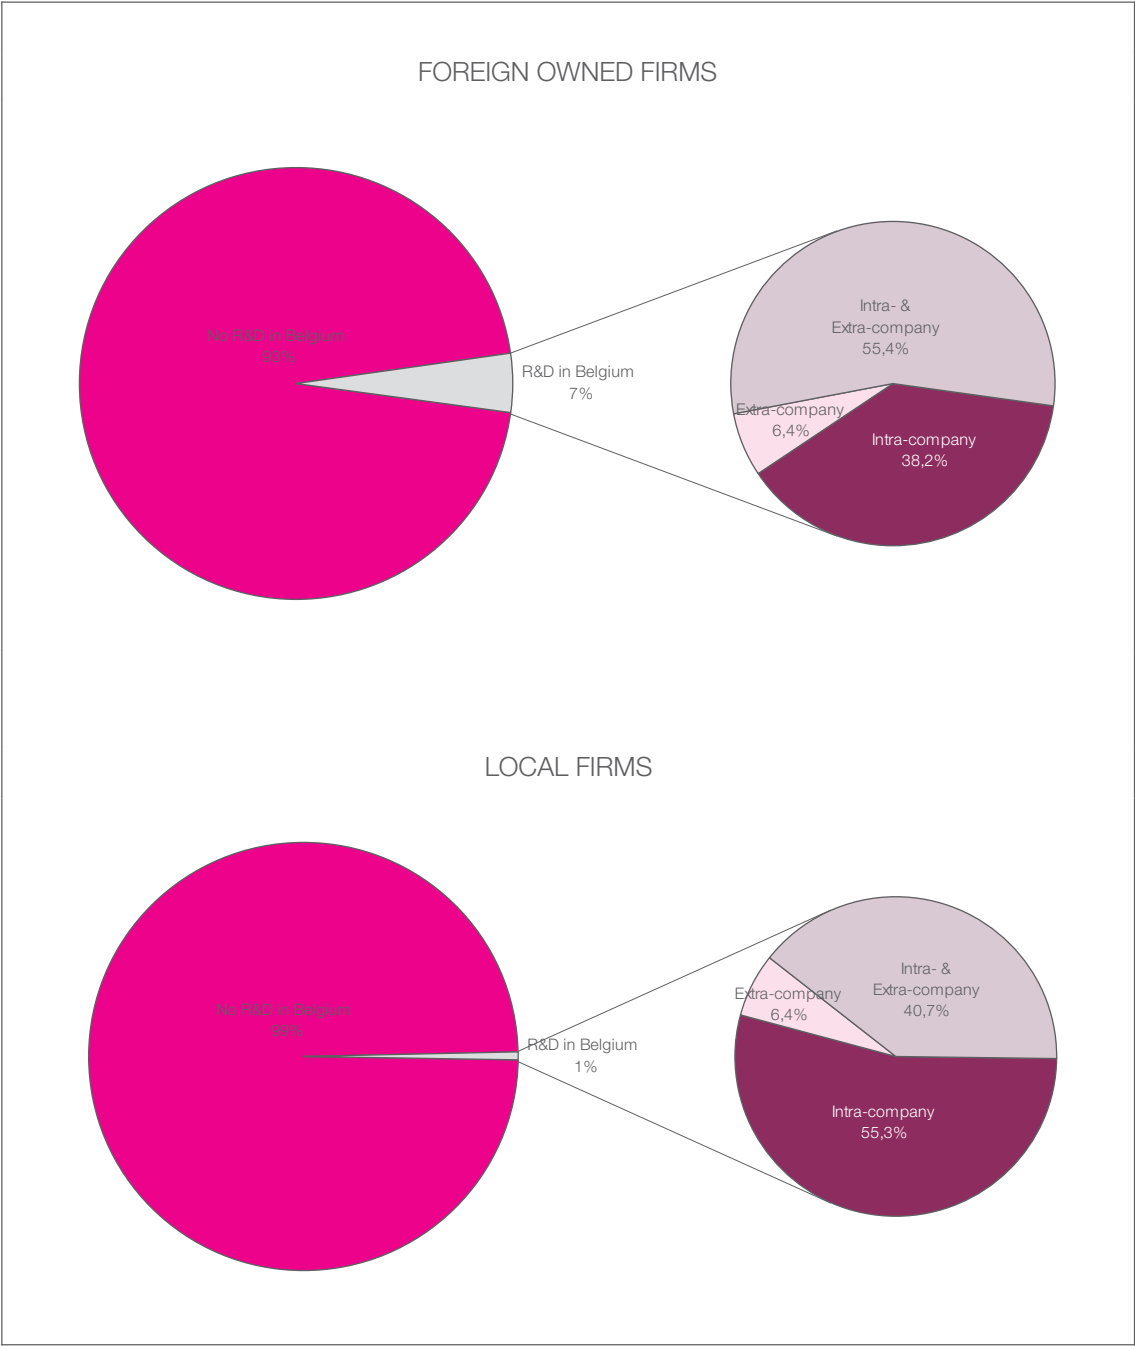 FOREIGN OWNED FIRMS
No R&D in Belgium
93%
R&D in Belgium
7%
Intra- &
Extra-company
55,4%
Extra-company
6,4%
Intra-company
38,2%
LOCAL FIRMS
No R&D in Belgium
R&D in Belgium
1%
Intra- &
Extra-company
40,7%
Extra-company
6,4%
Intra-company
55,3%